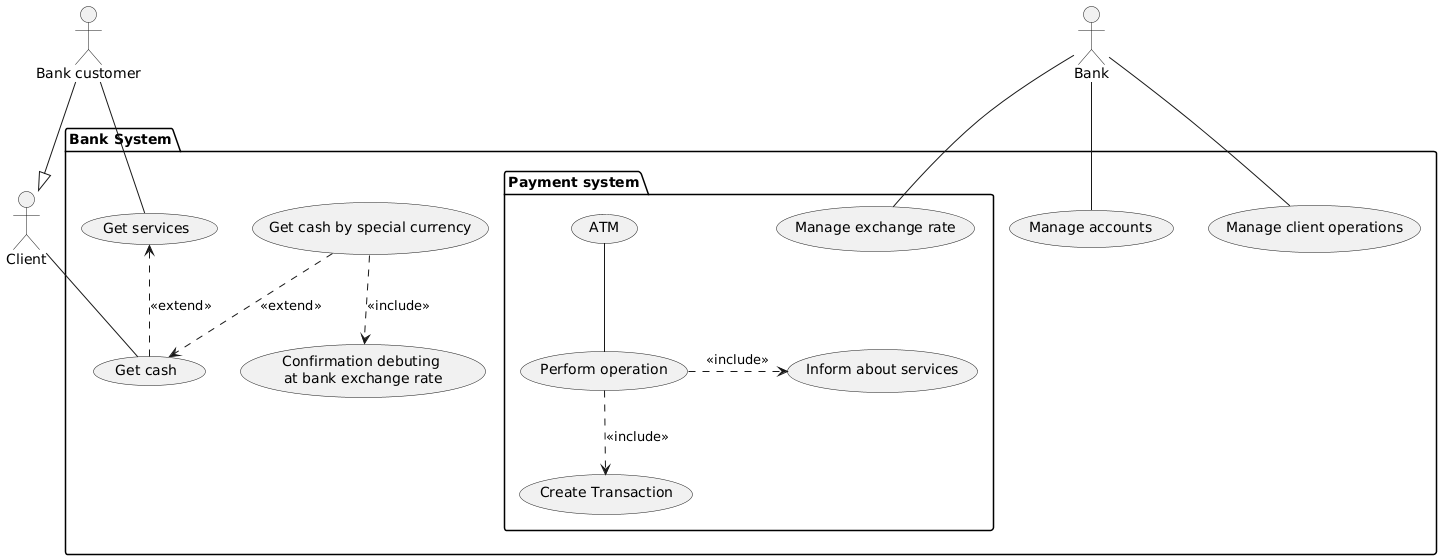 Bank customer
Bank
Bank System
Payment system
Client
Get services
Get cash by special currency
ATM
Manage exchange rate
Manage accounts
Manage client operations
«extend»
«extend»
«include»
Get cash
Confirmation debuting
at bank exchange rate
Perform operation
«include»
Inform about services
«include»
Create Transaction